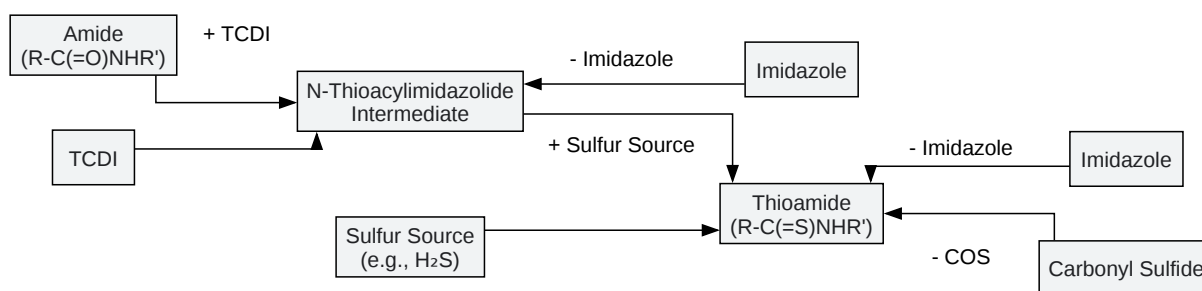 Amide
(R-C(=O)NHR')
+ TCDI
- Imidazole
Imidazole
N-Thioacylimidazolide
Intermediate
TCDI
+ Sulfur Source
- Imidazole
Imidazole
Thioamide
(R-C(=S)NHR')
Sulfur Source
(e.g., H₂S)
- COS
Carbonyl Sulfide